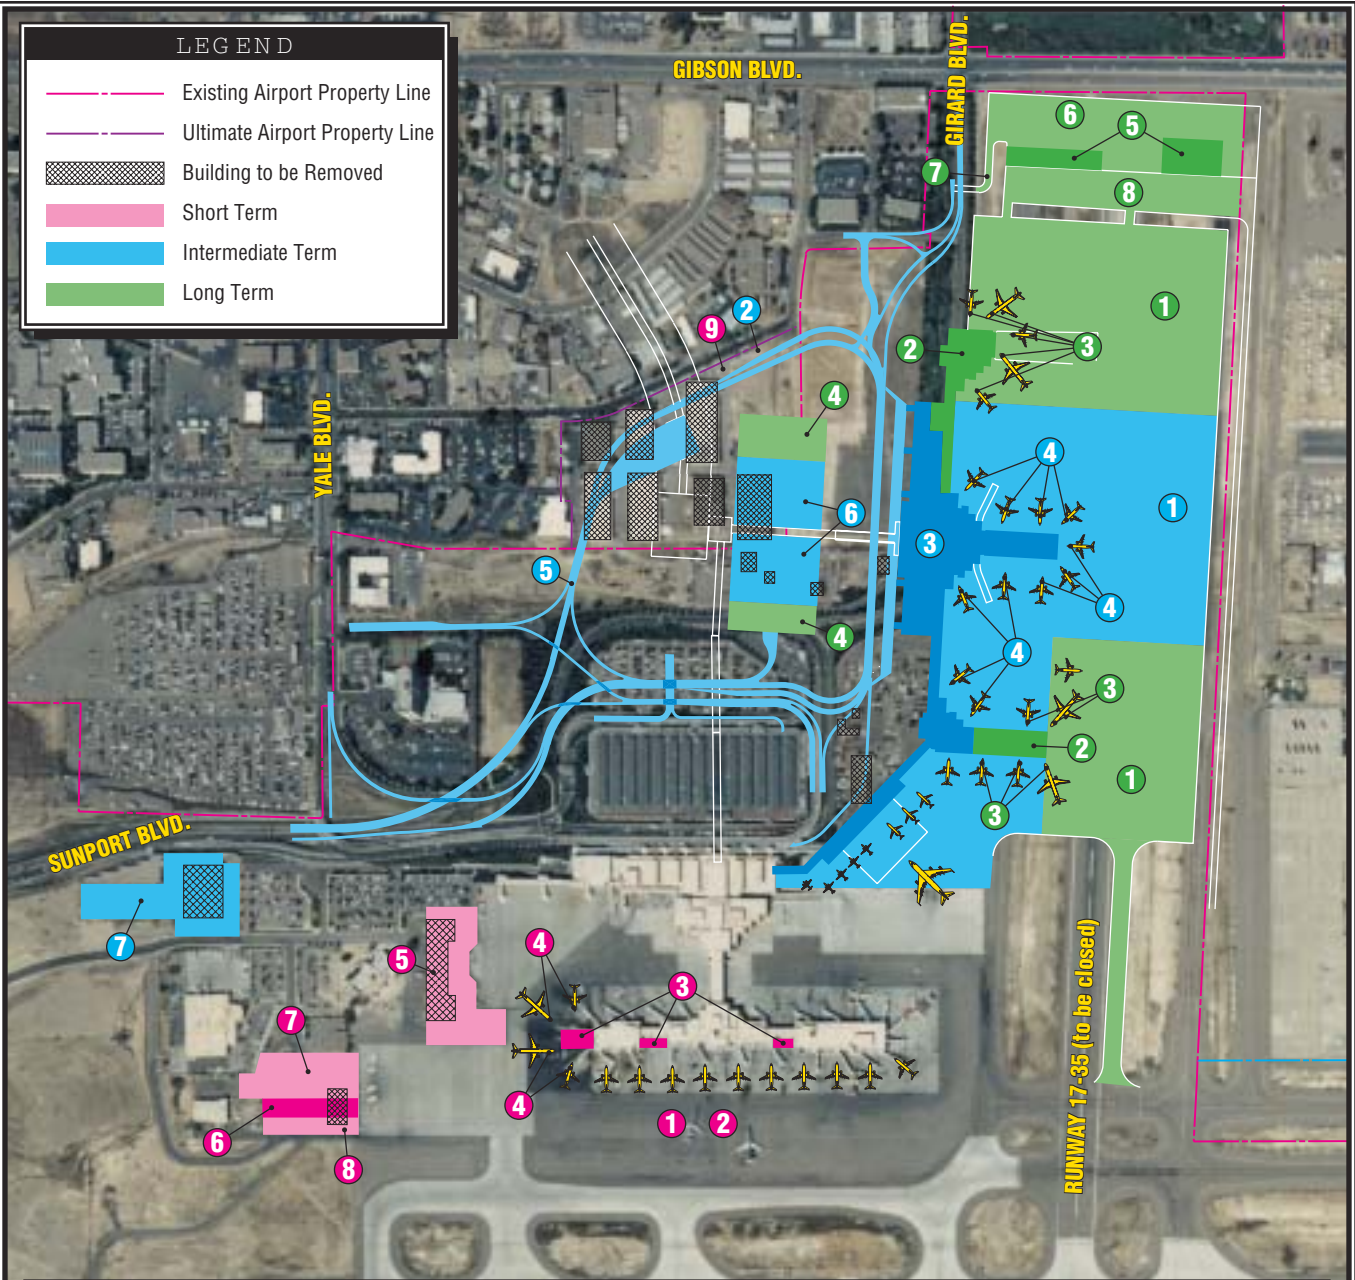 LEGEND
Existing Airport Property Line
Ultimate Airport Property Line
Building to be Removed
Short Term
Intermediate Term
Long Term
GIBSON BLVD.
GIRARD BLVD.
6
5
7
8
1
2
9
3
2
4
YALE BLVD.
4
1
6
3
5
4
4
4
3
2
1
3
SUNPORT BLVD.
7
4
5
3
7
RUNWAY 17-35 (to be closed)
4
1
2
6
8